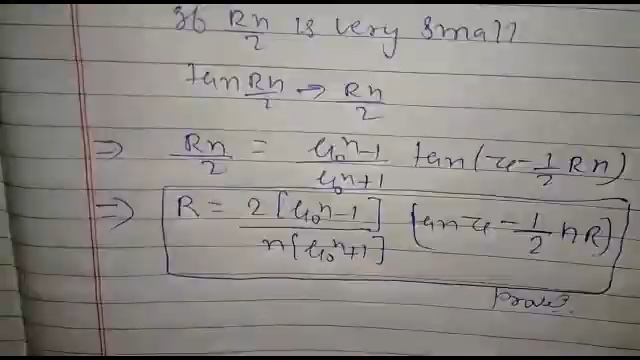 If Rn/2 is very small
tan Rn/2 → Rn/2
⇒ Rn/2 = μ₀ⁿ-1/μ₀ⁿ+1 tan(z-1/2 Rn)
⇒ R = 2[μ₀ⁿ-1]/n[μ₀ⁿ+1] (tan z - 1/2 nR)